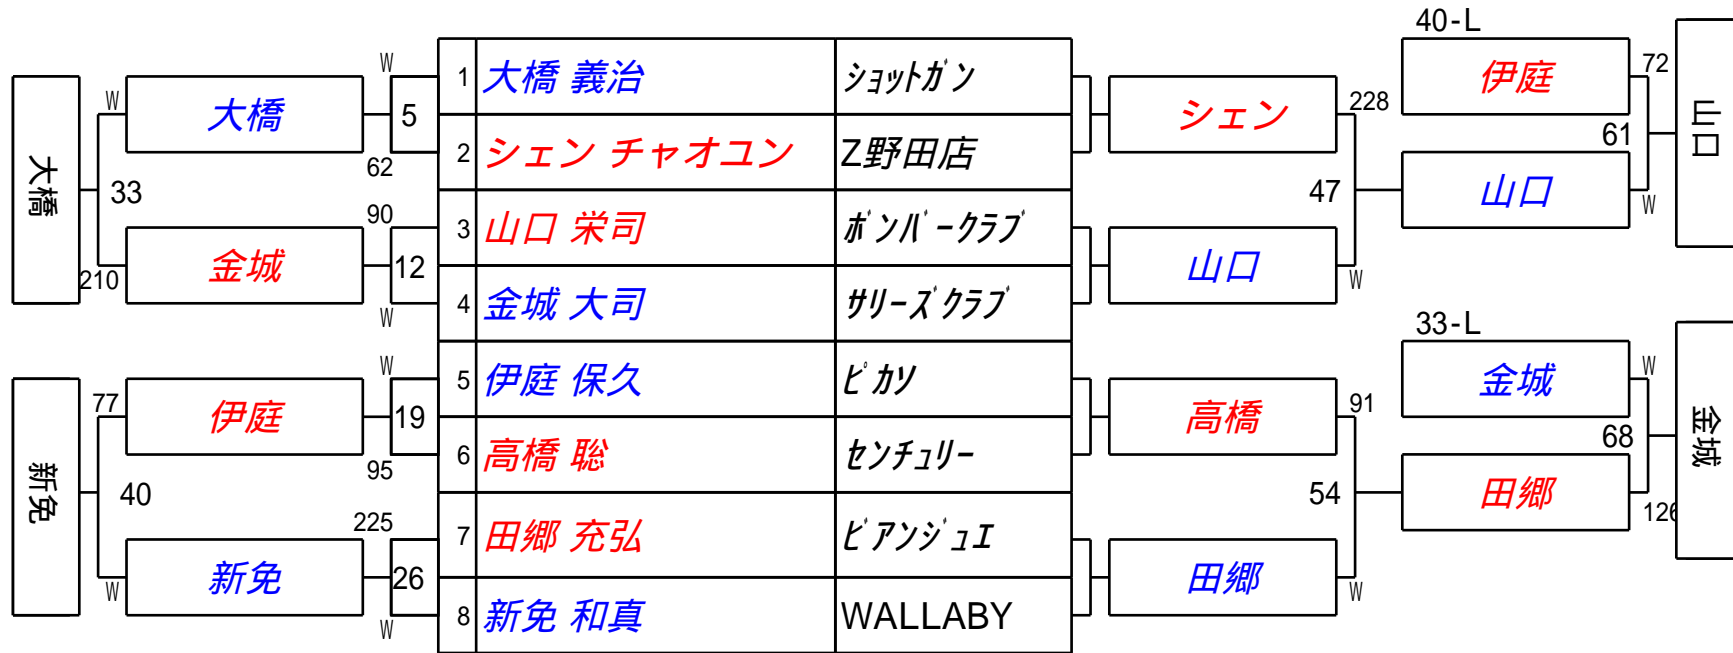 40-L
W
1 大橋 義治 ショットガン
伊庭 72
W 大橋 5
シェン 228
山口
2 シェン チャオユン Z野田店
62
61
大橋 33
47
山口 W
90
3 山口 栄司 ボンバークラブ
210 金城 12
山口 W
4 金城 大司 サリーズクラブ
W
33-L
W
5 伊庭 保久 ピカソ
金城 W
77 伊庭 19
高橋 91
金城
6 高橋 聡 センチュリー
95
68
新免 40
54
田郷 126
225
7 田郷 充弘 ビアンジュエ
W 新免 26
田郷 W
8 新免 和真 WALLABY
W